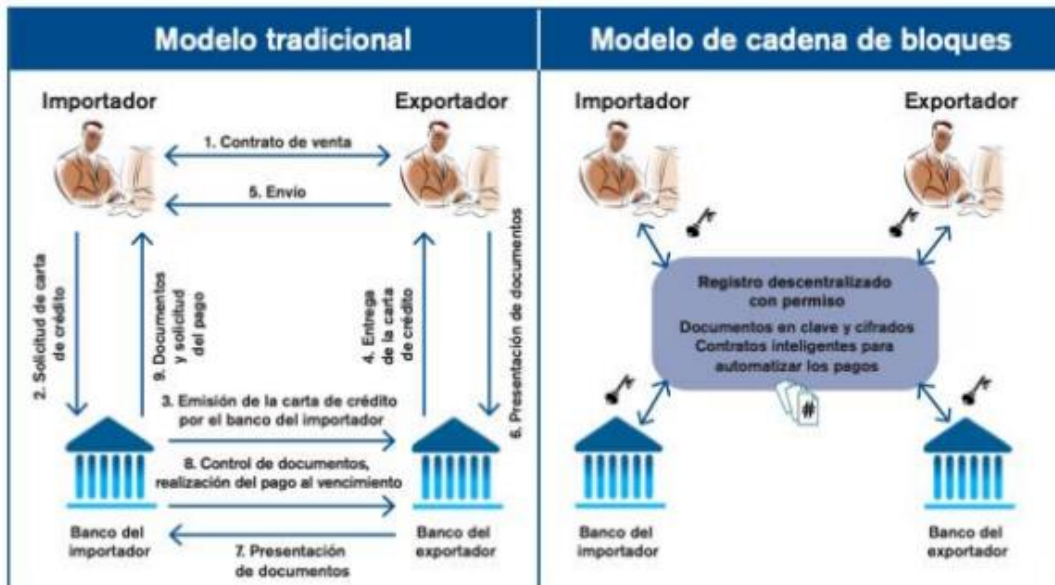 Modelo tradicional
Importador
Exportador
1. Contrato de venta
5. Envío
2. Solicitud de carta
de crédito
9. Documentos
y solicitud
del pago
4. Entrega
de la carta
de crédito
6. Presentación de documentos
3. Emisión de la carta de crédito
por el banco del importador
8. Control de documentos,
realización del pago al vencimiento
Banco del
importador
7. Presentación
de documentos
Banco del
exportador
Modelo de cadena de bloques
Importador
Exportador
Registro descentralizado
con permiso
Documentos en clave y cifrados
Contratos inteligentes para
automatizar los pagos
#
Banco del
importador
Banco del
exportador